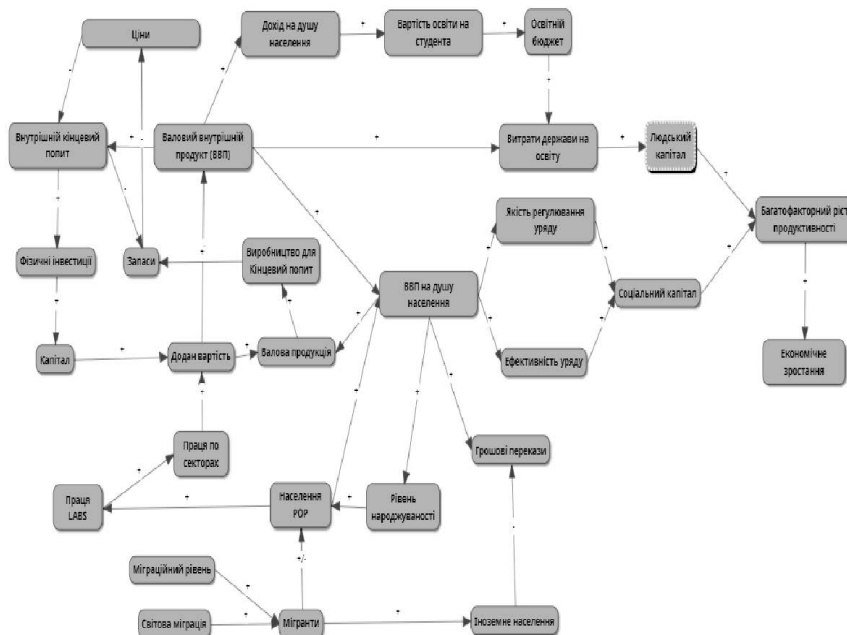 Ціни
Дохід на душу
населення
Вартість освіти на
студента
Освітній
бюджет
Внутрішній кінцевий
попит
Валовий внутрішній
продукт (ВВП)
Витрати держави на
освіту
Людський
капітал
Якість регулювання
уряду
Багатофакторний ріст
продуктивності
Фізичні інвестиції
Запаси
Виробництво для
Кінцевий попит
ВВП на душу
населення
Соціальний капітал
Капітал
Додан вартість
Валова продукція
Ефективність уряду
Економічне
зростання
Праця по
секторах
Грошові перекази
Праця
LABS
Населення
POP
Рівень
народжуваності
+/-
Міграційний рівень
Світова міграція
Мігранти
Іноземне населення